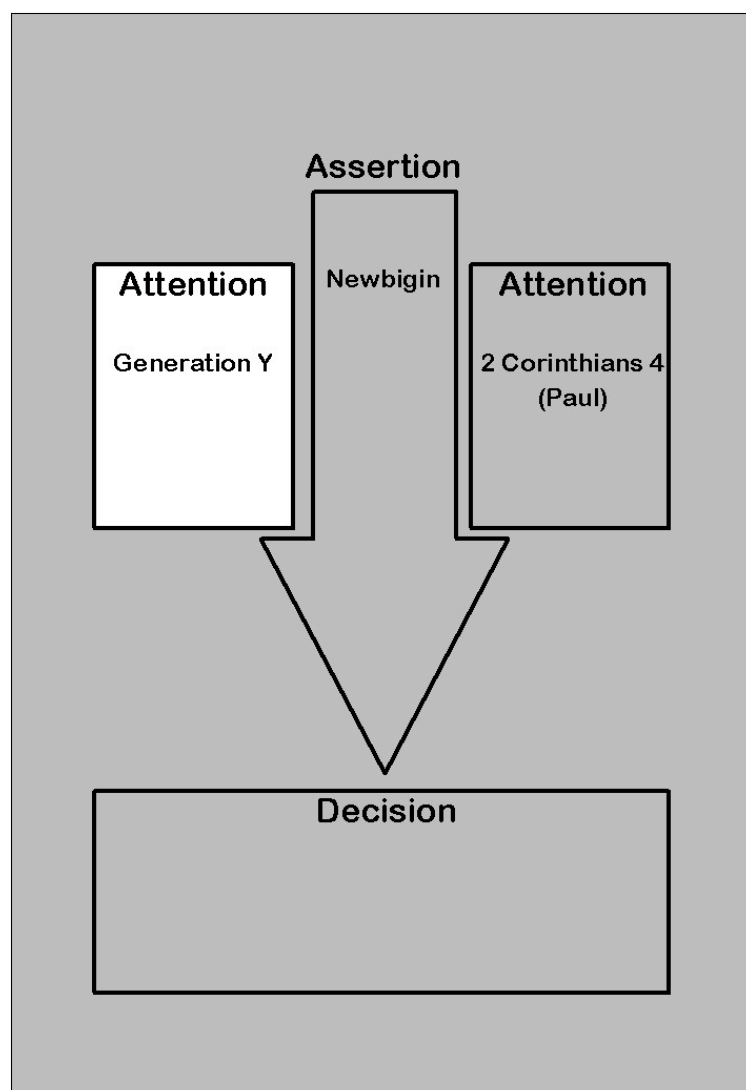 Assertion
Attention
Generation Y
Newbigin
Attention
2 Corinthians 4
(Paul)
Decision